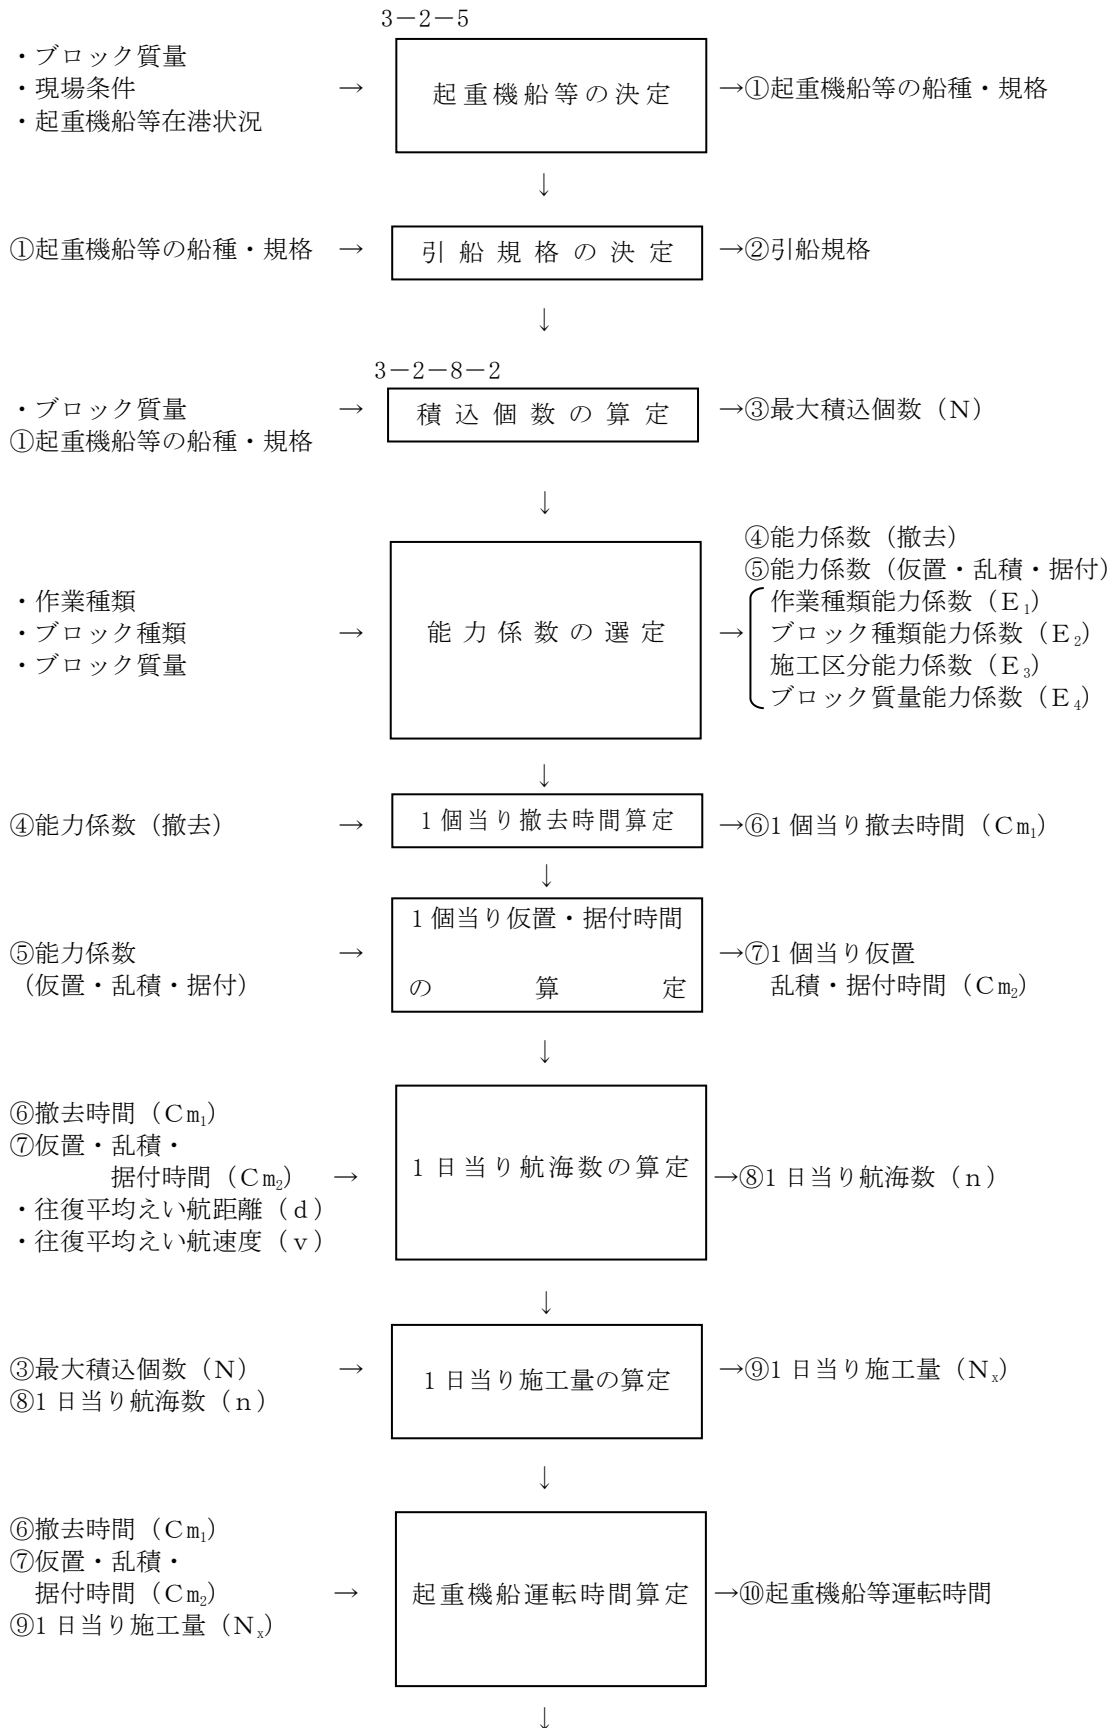 3－2－5
・ブロック質量
・現場条件 → 起重機船等の決定 →①起重機船等の船種・規格
・起重機船等在港状況
↓
①起重機船等の船種・規格 → 引船規格の決定 →②引船規格
↓
3－2－8－2
・ブロック質量 → 積込個数の算定 →③最大積込個数（N）
①起重機船等の船種・規格
↓
④能力係数（撤去）
⑤能力係数（仮置・乱積・据付）
・作業種類 作業種類能力係数（E₁）
・ブロック種類 → 能力係数の選定 → ブロック種類能力係数（E₂）
・ブロック質量 施工区分能力係数（E₃）
ブロック質量能力係数（E₄）
↓
④能力係数（撤去） → 1個当り撤去時間算定 →⑥1個当り撤去時間（Cm₁）
↓
1個当り仮置・据付時間
⑤能力係数 → →⑦1個当り仮置
（仮置・乱積・据付） の算定 乱積・据付時間（Cm₂）
↓
⑥撤去時間（Cm₁）
⑦仮置・乱積・
据付時間（Cm₂） → 1日当り航海数の算定 →⑧1日当り航海数（n）
・往復平均えい航距離（d）
・往復平均えい航速度（v）
↓
③最大積込個数（N） → 1日当り施工量の算定 →⑨1日当り施工量（Nₓ）
⑧1日当り航海数（n）
↓
⑥撤去時間（Cm₁）
⑦仮置・乱積・
据付時間（Cm₂） → 起重機船運転時間算定 →⑩起重機船等運転時間
⑨1日当り施工量（Nₓ）
↓